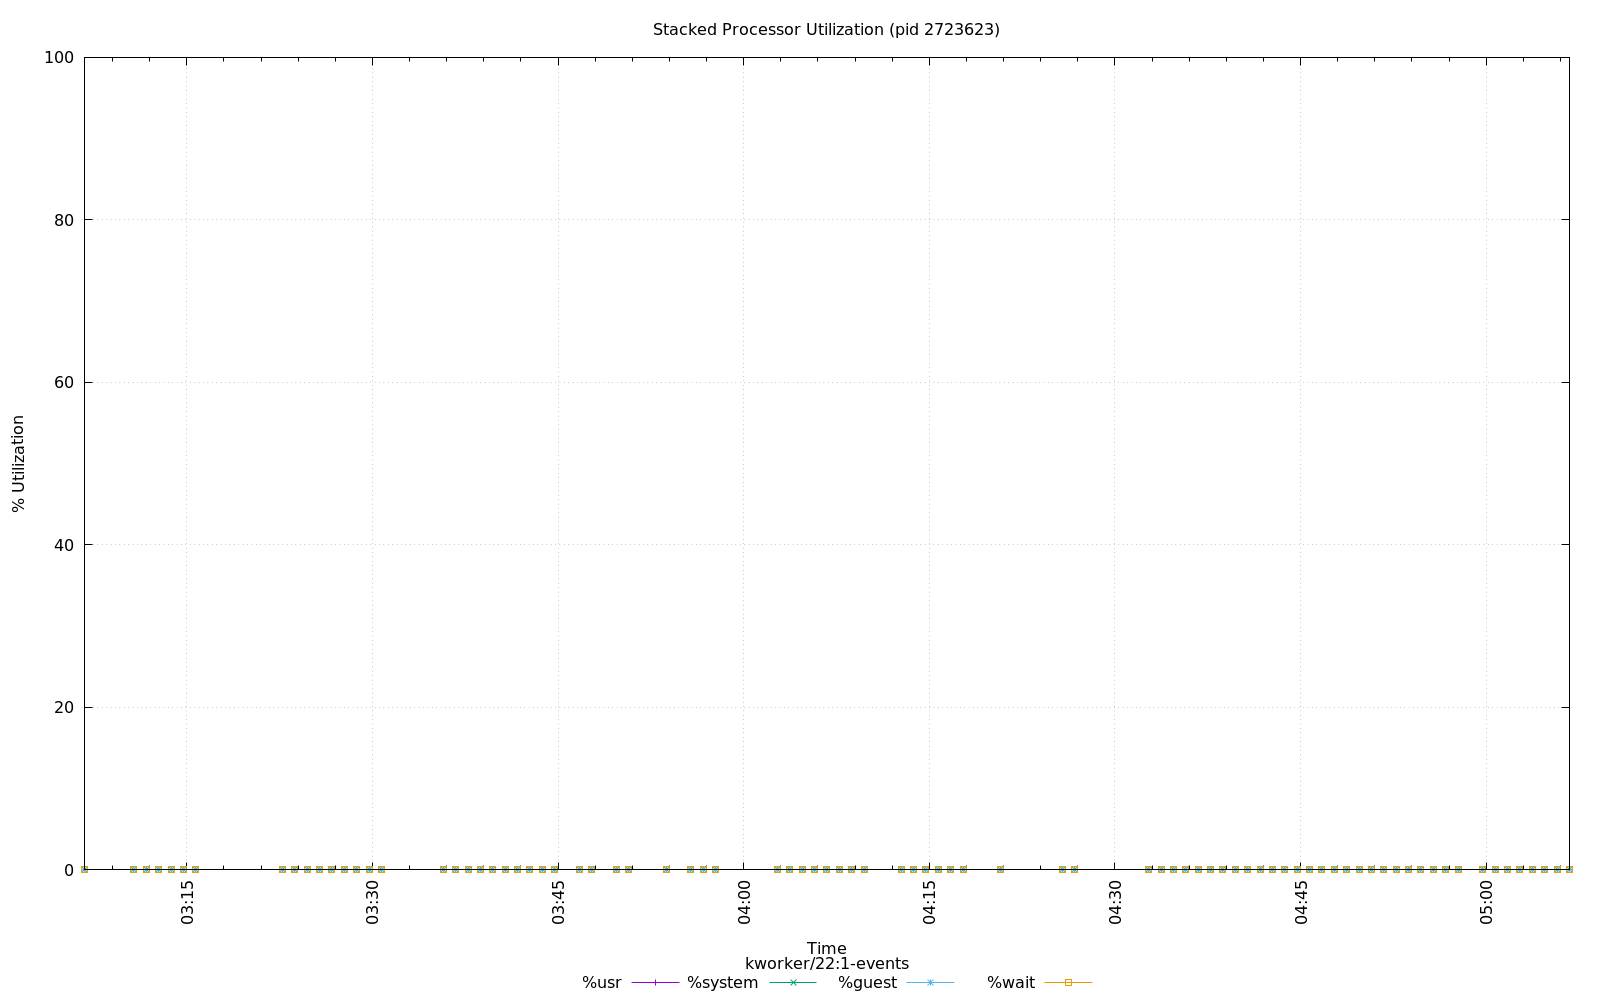 Stacked Processor Utilization (pid 2723623)
100
80
60
40
20
0
% Utilization
03:15
03:30
03:45
04:00
04:15
04:30
04:45
05:00
Time
kworker/22:1-events
%usr %system %guest %wait